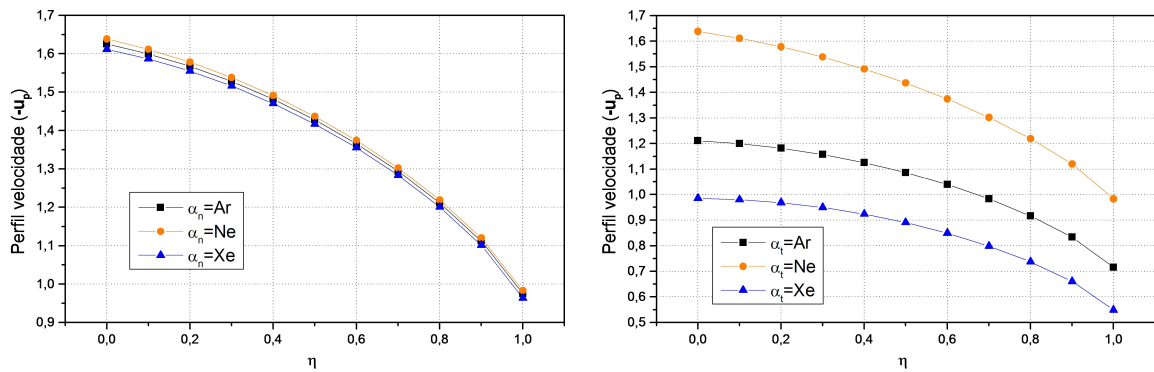 1,7
1,6
1,5
1,4
1,3
1,2
1,1
1,0
0,9
Perfil velocidade (-uₚ)
αₙ=Ar
αₙ=Ne
αₙ=Xe
0,0 0,2 0,4 0,6 0,8 1,0
η
1,7
1,6
1,5
1,4
1,3
1,2
1,1
1,0
0,9
0,8
0,7
0,6
0,5
Perfil velocidade (-uₚ)
αₜ=Ar
αₜ=Ne
αₜ=Xe
0,0 0,2 0,4 0,6 0,8 1,0
η